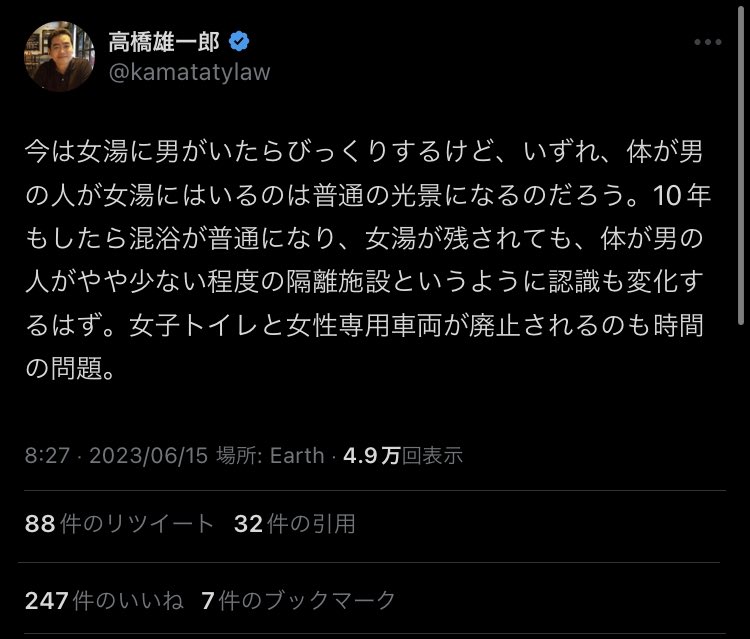 高橋雄一郎
@kamatatylaw
今は女湯に男がいたらびっくりするけど、いずれ、体が男
の人が女湯にはいるのは普通の光景になるのだろう。10年
もしたら混浴が普通になり、女湯が残されても、体が男の
人がやや少ない程度の隔離施設というように認識も変化す
るはず。女子トイレと女性専用車両が廃止されるのも時間
の問題。
8:27 · 2023/06/15 場所: Earth · 4.9万回表示
88件のリツイート 32件の引用
247件のいいね 7件のブックマーク